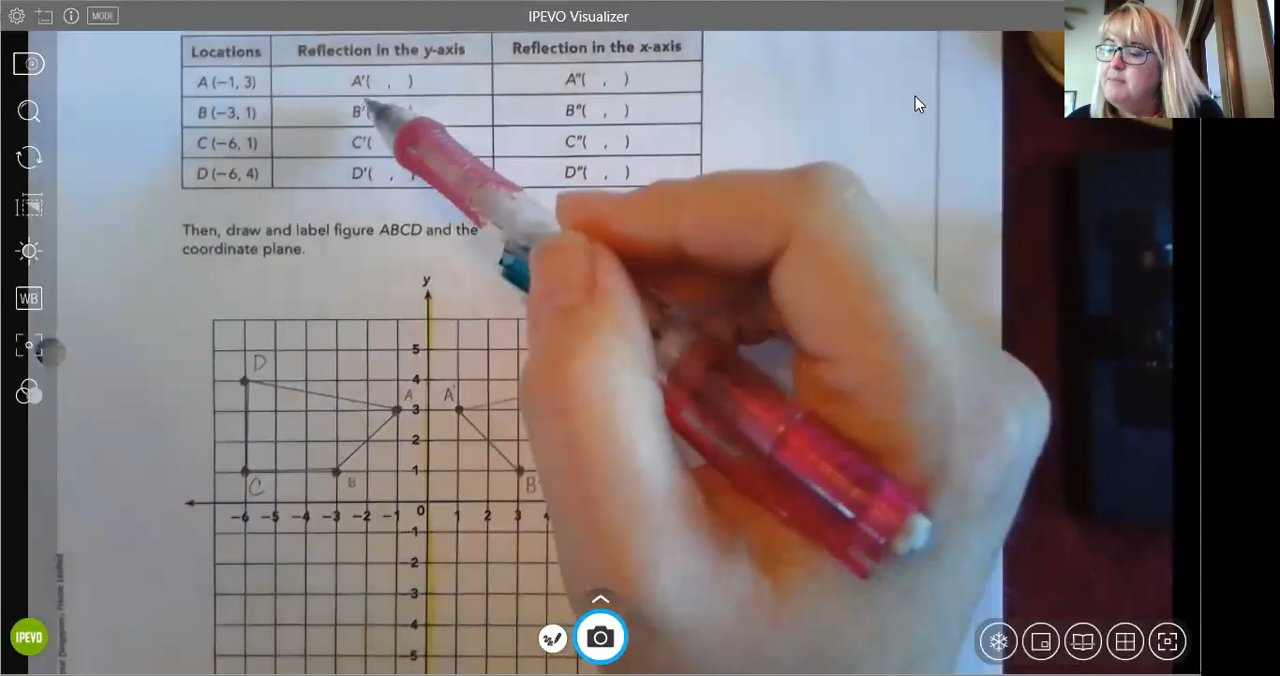 IPEVO Visualizer
MODE
Locations Reflection in the y-axis Reflection in the x-axis
A (−1, 3) A′( , ) A″( , )
B (−3, 1) B′( ) B″( , )
C (−6, 1) C′( C″( , )
D (−6, 4) D′( , ) D″( , )
Then, draw and label figure ABCD and the
coordinate plane.
y
5
D
4
A A′
3
2
1
C B B′
−6 −5 −4 −3 −2 −1 0 1 2 3
−1
−2
−3
−4
−5
WB
IPEVO